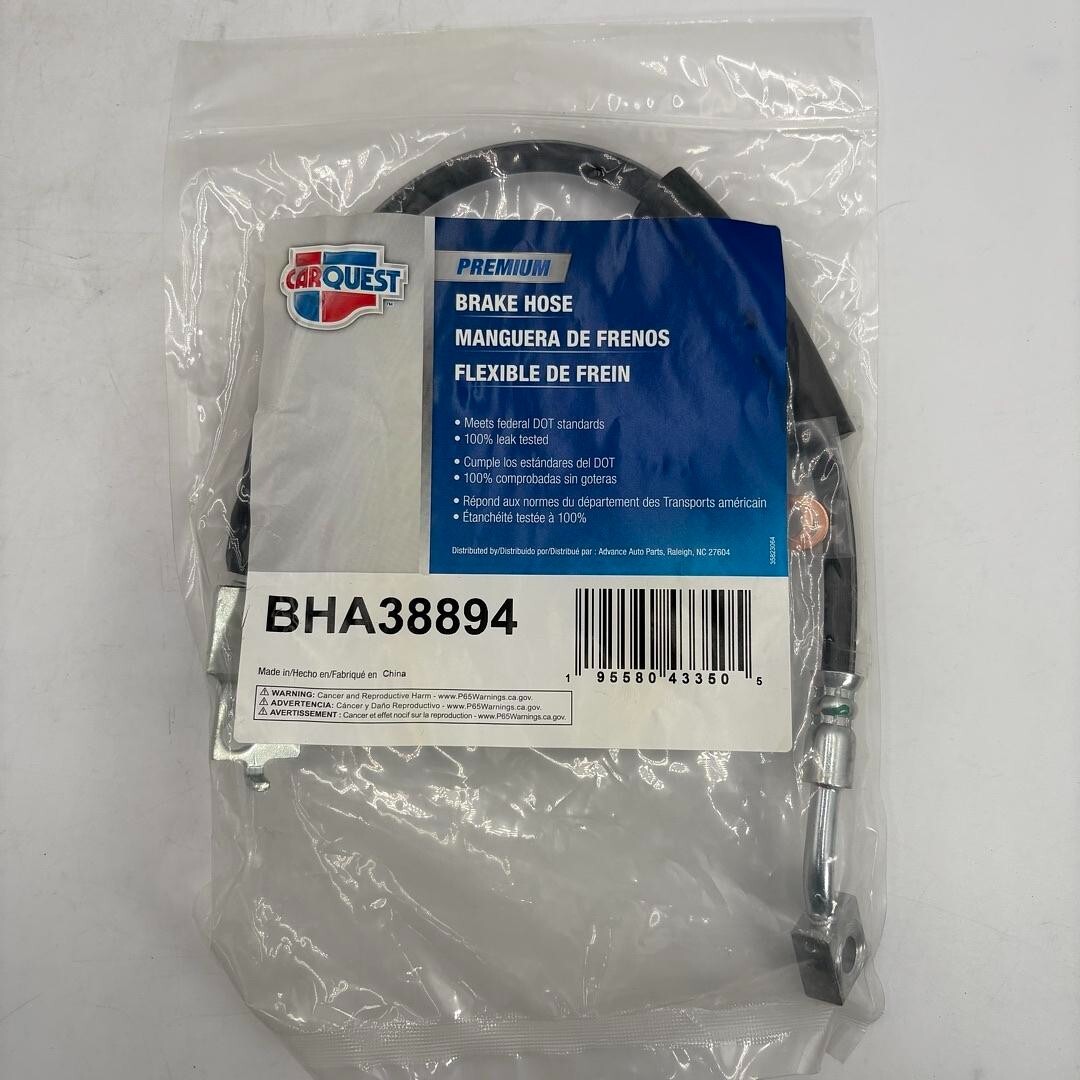 CARQUEST™
PREMIUM
BRAKE HOSE
MANGUERA DE FRENOS
FLEXIBLE DE FREIN
• Meets federal DOT standards
• 100% leak tested
• Cumple los estándares del DOT
• 100% comprobadas sin goteras
• Répond aux normes du département des Transports américain
• Étanchéité testée à 100%
Distributed by/Distribuido por/Distribué par : Advance Auto Parts, Raleigh, NC 27604
35823064
BHA38894
Made in/Hecho en/Fabriqué en China
⚠ WARNING: Cancer and Reproductive Harm - www.P65Warnings.ca.gov.
⚠ ADVERTENCIA: Cáncer y Daño Reproductivo - www.P65Warnings.ca.gov.
⚠ AVERTISSEMENT : Cancer et effet nocif sur la reproduction - www.P65Warnings.ca.gov.
1 95580 43350 5